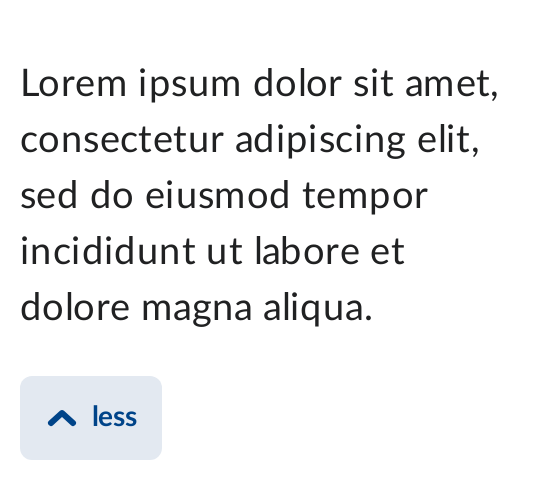 Lorem ipsum dolor sit amet,
consectetur adipiscing elit,
sed do eiusmod tempor
incididunt ut labore et
dolore magna aliqua.
less